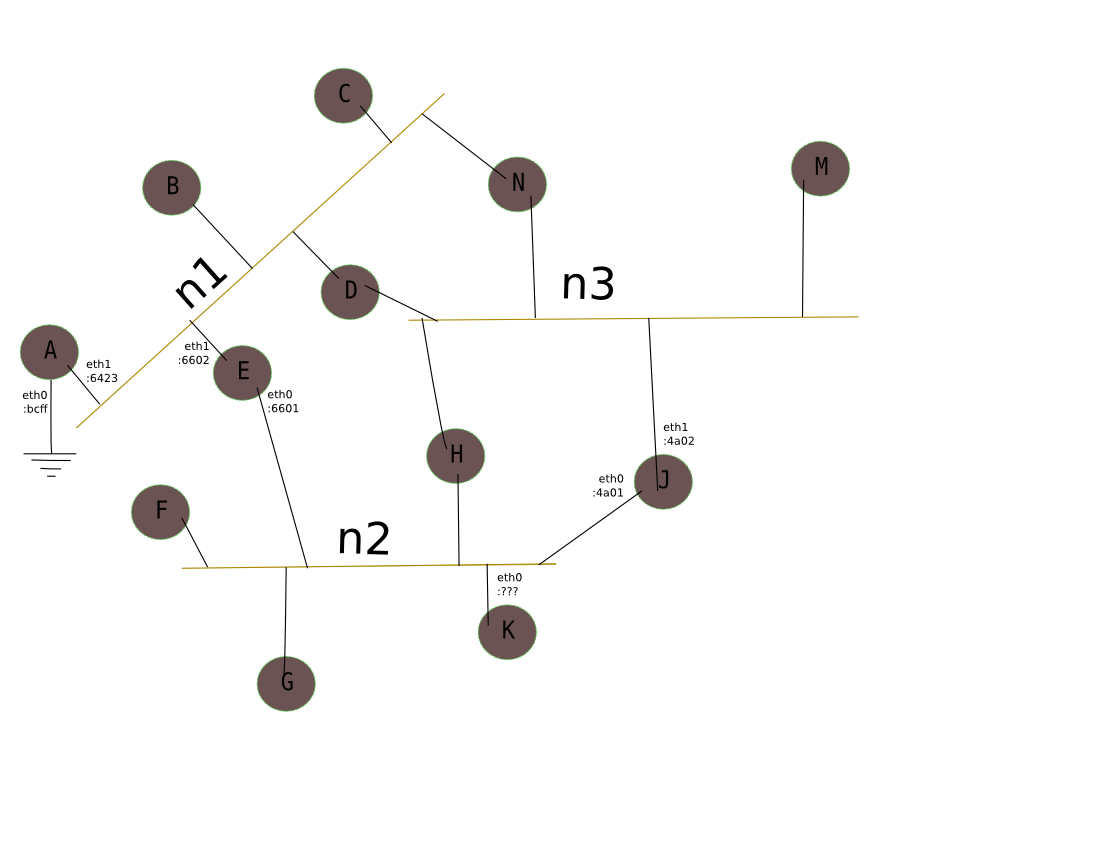 C
M
N
B
n1
D
n3
eth1
:6602
A
eth1
:6423
E
eth0
:bcff
eth0
:6601
eth1
:4a02
H
eth0
:4a01
J
F
n2
eth0
:???
K
G